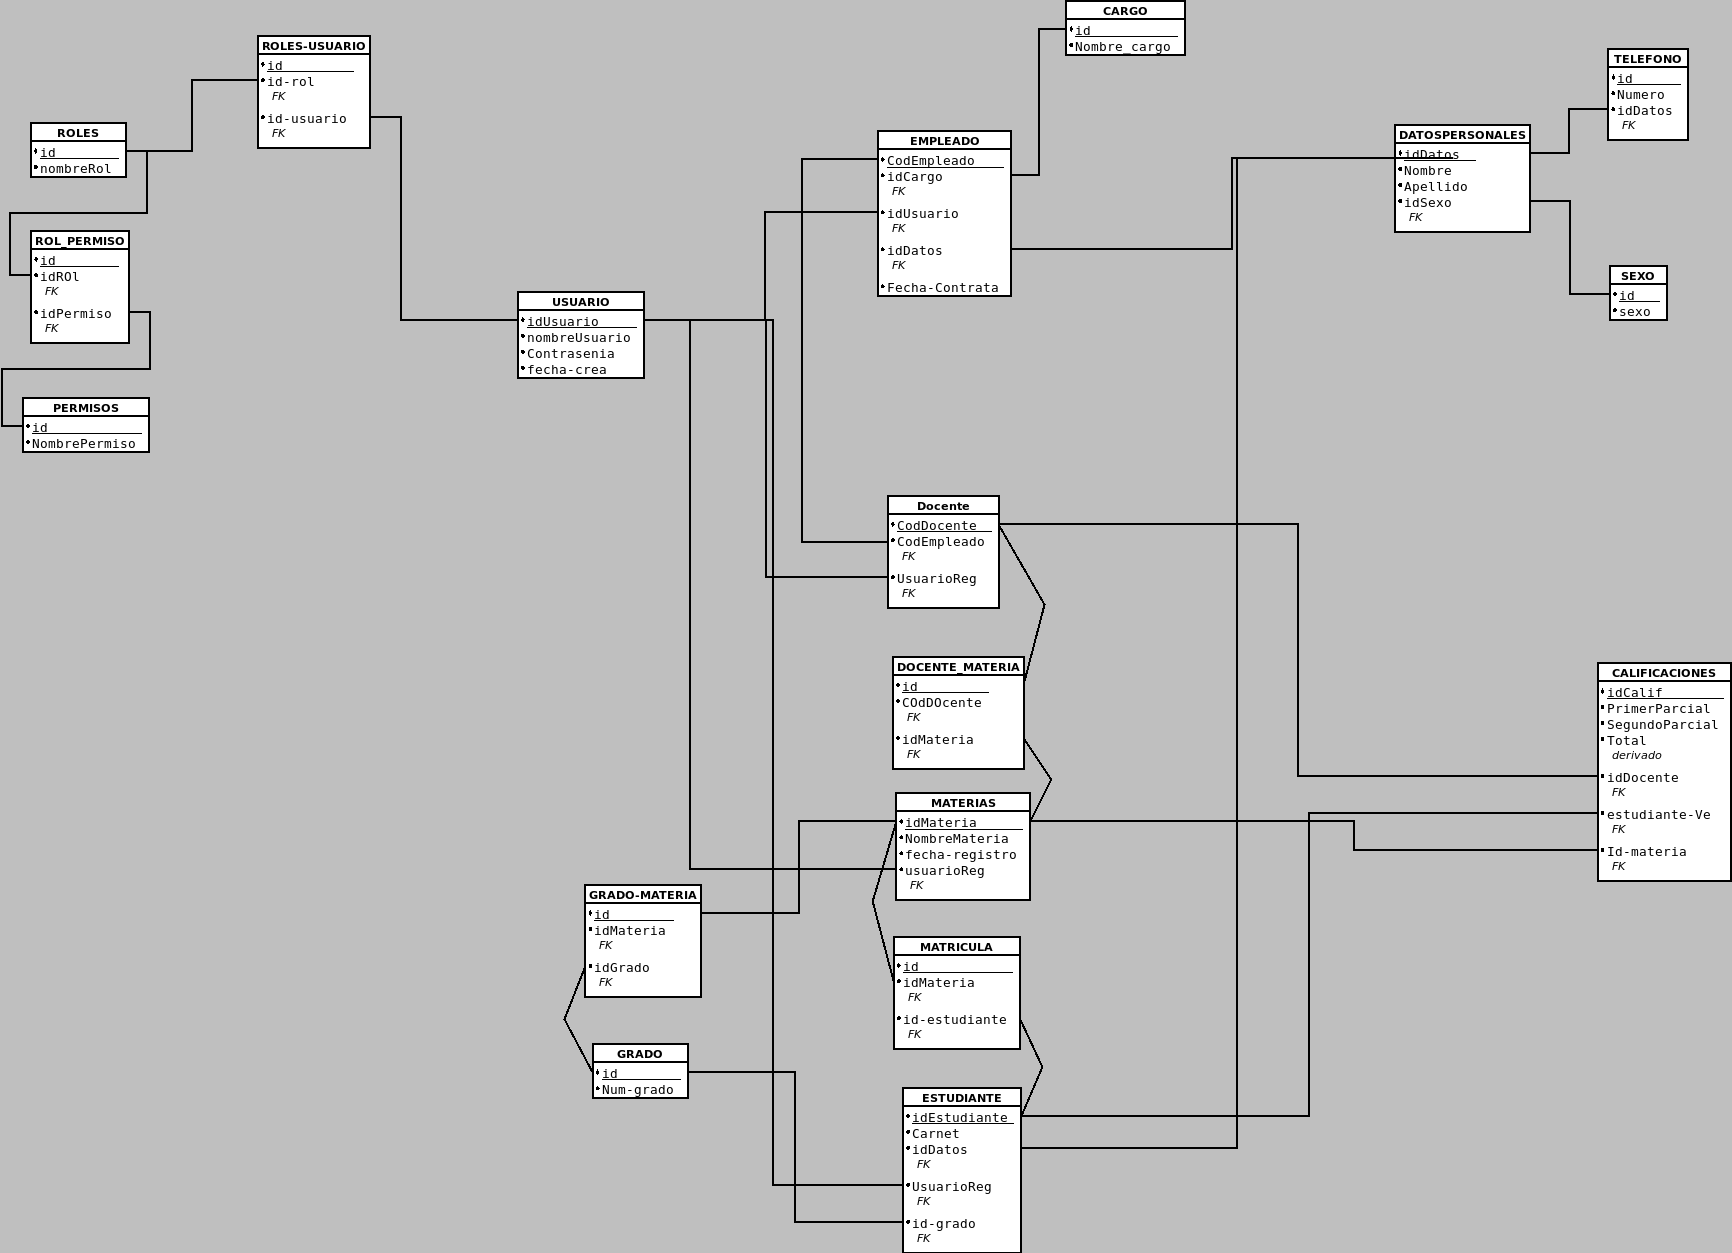 CARGO
id
Nombre_cargo
ROLES-USUARIO
id
id-rol
FK
id-usuario
FK
TELEFONO
id
Numero
idDatos
FK
ROLES
id
nombreRol
EMPLEADO
CodEmpleado
idCargo
FK
idUsuario
FK
idDatos
FK
Fecha-Contrata
DATOSPERSONALES
idDatos
Nombre
Apellido
idSexo
FK
ROL_PERMISO
id
idROl
FK
idPermiso
FK
SEXO
id
sexo
USUARIO
idUsuario
nombreUsuario
Contrasenia
fecha-crea
PERMISOS
id
NombrePermiso
Docente
CodDocente
CodEmpleado
FK
UsuarioReg
FK
DOCENTE_MATERIA
id
COdDOcente
FK
idMateria
FK
CALIFICACIONES
idCalif
PrimerParcial
SegundoParcial
Total
derivado
idDocente
FK
estudiante-Ve
FK
Id-materia
FK
MATERIAS
idMateria
NombreMateria
fecha-registro
usuarioReg
FK
GRADO-MATERIA
id
idMateria
FK
idGrado
FK
MATRICULA
id
idMateria
FK
id-estudiante
FK
GRADO
id
Num-grado
ESTUDIANTE
idEstudiante
Carnet
idDatos
FK
UsuarioReg
FK
id-grado
FK